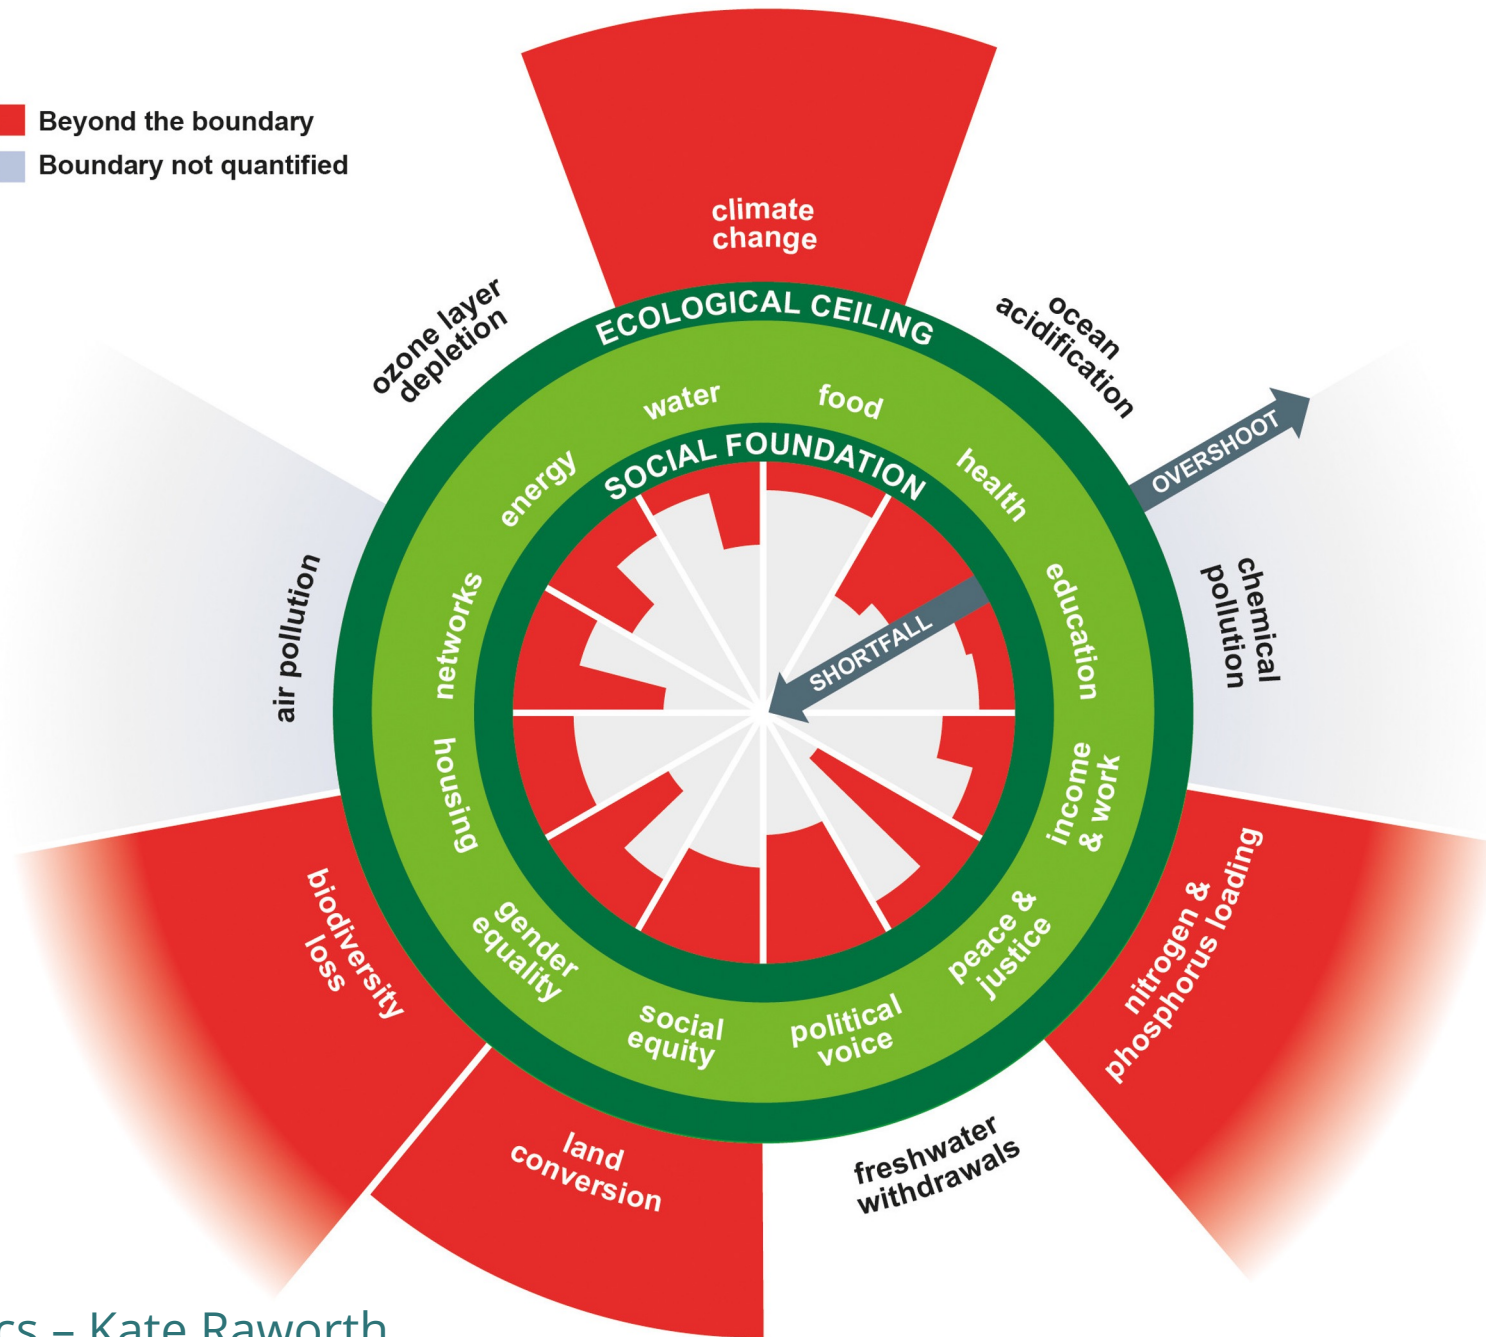 Beyond the boundary
Boundary not quantified
climate
change
ECOLOGICAL CEILING
ozone layer
depletion
ocean
acidification
OVERSHOOT
water
food
energy
SOCIAL FOUNDATION
health
networks
education
SHORTFALL
air pollution
chemical
pollution
housing
income
& work
biodiversity
loss
gender
equality
peace &
justice
nitrogen &
phosphorus loading
social
equity
political
voice
land
conversion
freshwater
withdrawals
cs – Kate Raworth